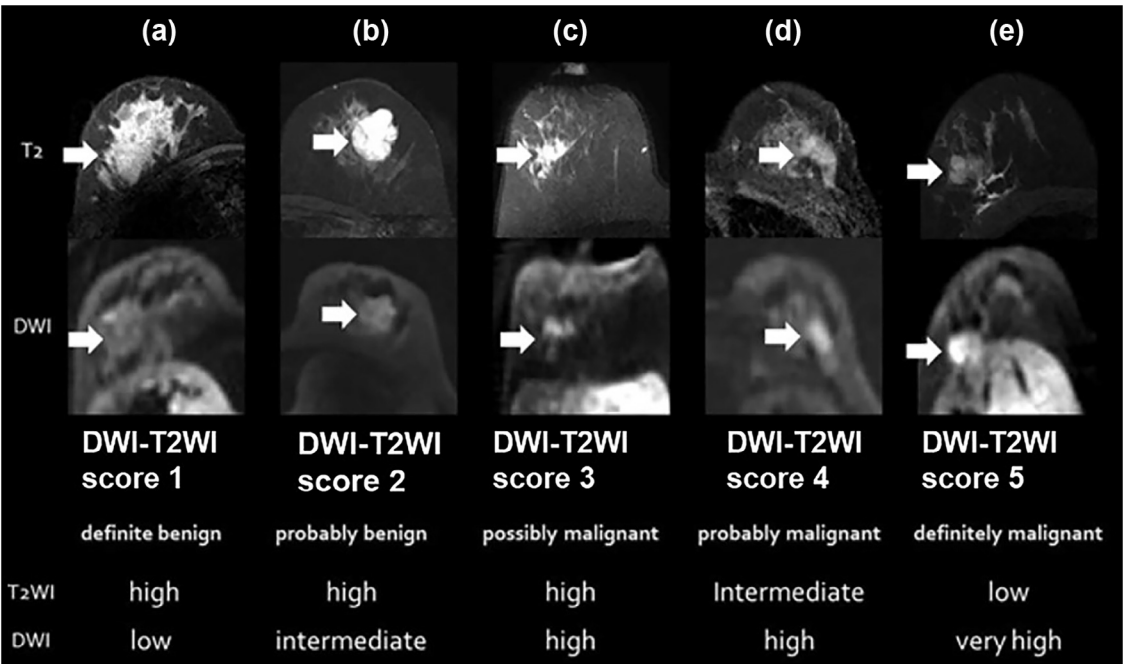 (a) (b) (c) (d) (e)
T2
DWI
DWI-T2WI DWI-T2WI DWI-T2WI DWI-T2WI DWI-T2WI
score 1 score 2 score 3 score 4 score 5
definite benign probably benign possibly malignant probably malignant definitely malignant
T2WI high high high Intermediate low
DWI low intermediate high high very high